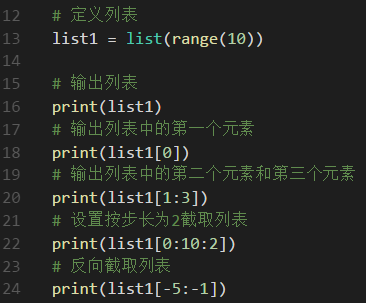 12 # 定义列表
13 list1 = list(range(10))
14
15 # 输出列表
16 print(list1)
17 # 输出列表中的第一个元素
18 print(list1[0])
19 # 输出列表中的第二个元素和第三个元素
20 print(list1[1:3])
21 # 设置按步长为2截取列表
22 print(list1[0:10:2])
23 # 反向截取列表
24 print(list1[-5:-1])